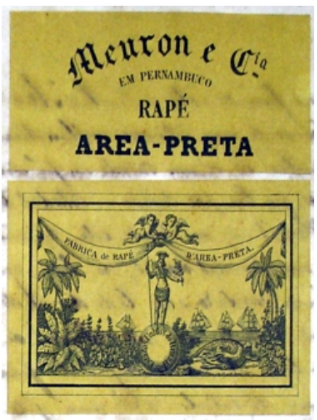 Meuron e Cia.
EM PERNAMBUCO
RAPÉ
AREA-PRETA
FABRICA de RAPÉ D'AREA-PRETA.